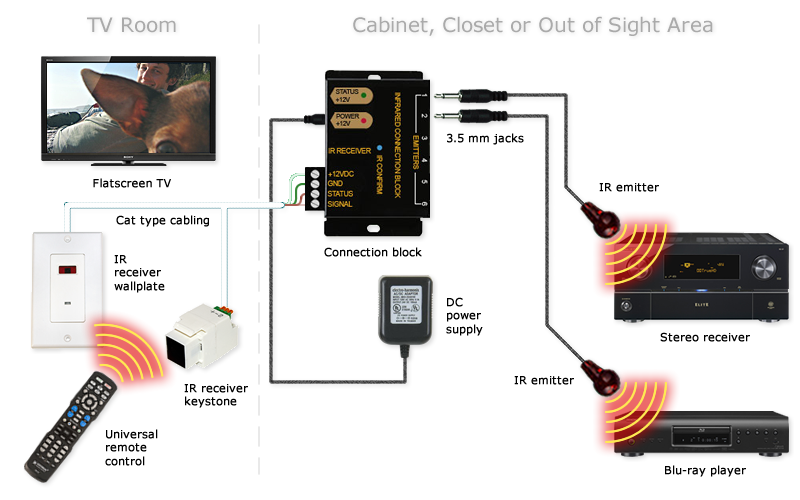 TV Room
Cabinet, Closet or Out of Sight Area
SONY
Flatscreen TV
STATUS
+12V
POWER
+12V
IR RECEIVER
+12VDC
GND
STATUS
SIGNAL
IR CONFIRM
INFRARED CONNECTION BLOCK
EMITTERS
1
2
3
4
5
6
3.5 mm jacks
Connection block
Cat type cabling
IR
receiver
wallplate
IR receiver
keystone
Universal
remote
control
DC
power
supply
IR emitter
ELITE
Stereo receiver
IR emitter
Blu-ray player